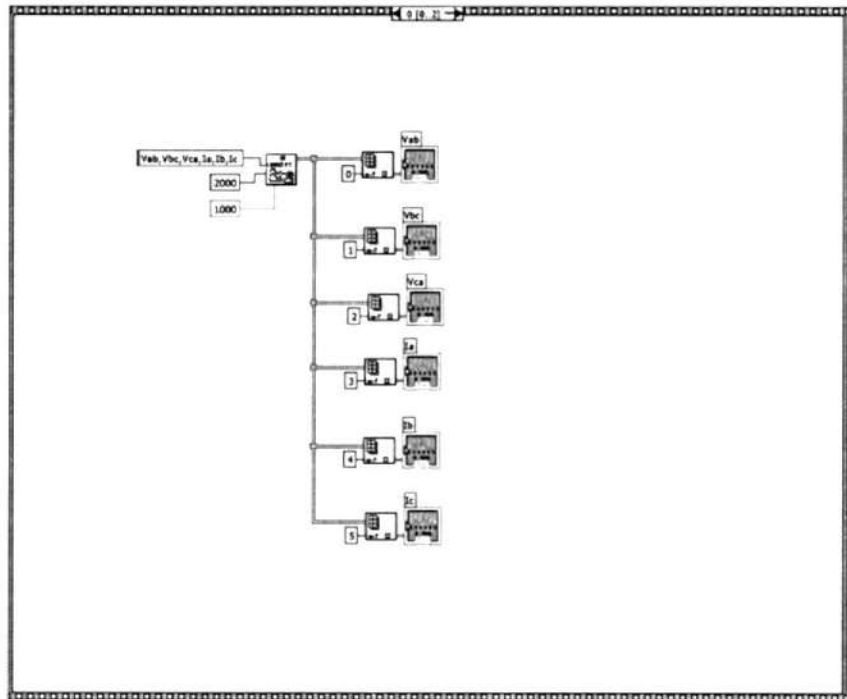 0 [0..2]
Vab
Vab,Vbc,Vca,Ia,Ib,Ic
2000
0
1000
Vbc
1
Vca
2
Ia
3
Ib
4
Ic
5